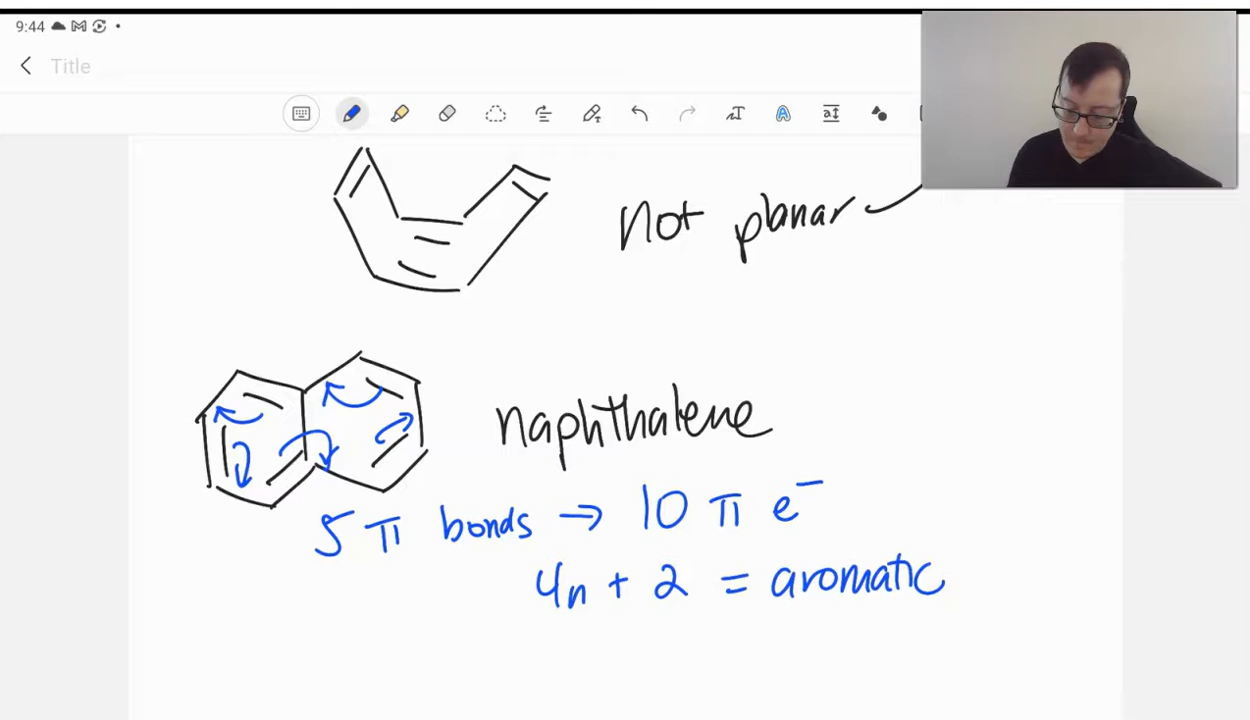 9:44
Title
not planar
naphthalene
5 π bonds → 10 π e⁻
4n + 2 = aromatic